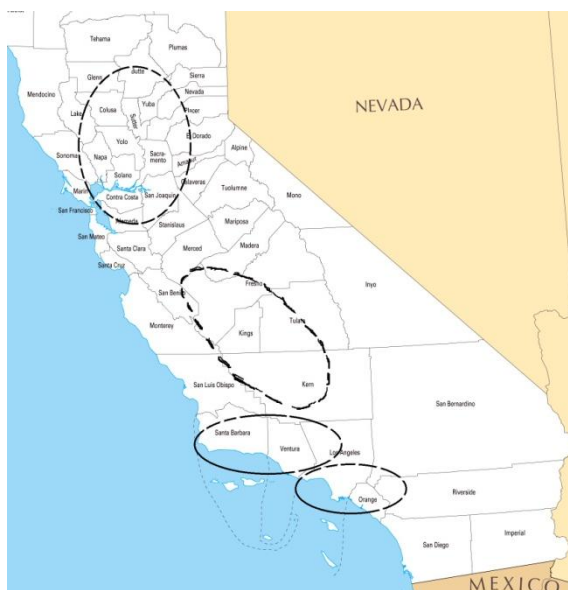 Tehama
Plumas
Glenn
Butte
Sierra
Mendocino
Nevada
Colusa
Yuba
Placer
Lake
Sutter
NEVADA
Yolo
El Dorado
Sonoma
Napa
Sacra-
mento
Alpine
Amador
Solano
Marin
Calaveras
Contra Costa
San Joaquin
Tuolumne
Mono
San Francisco
Alameda
Stanislaus
Mariposa
San Mateo
Santa Clara
Merced
Madera
Santa Cruz
Inyo
Fresno
San Benito
Tulare
Monterey
Kings
San Luis Obispo
Kern
San Bernardino
Santa Barbara
Ventura
Los Angeles
Orange
Riverside
San Diego
Imperial
MEXICO